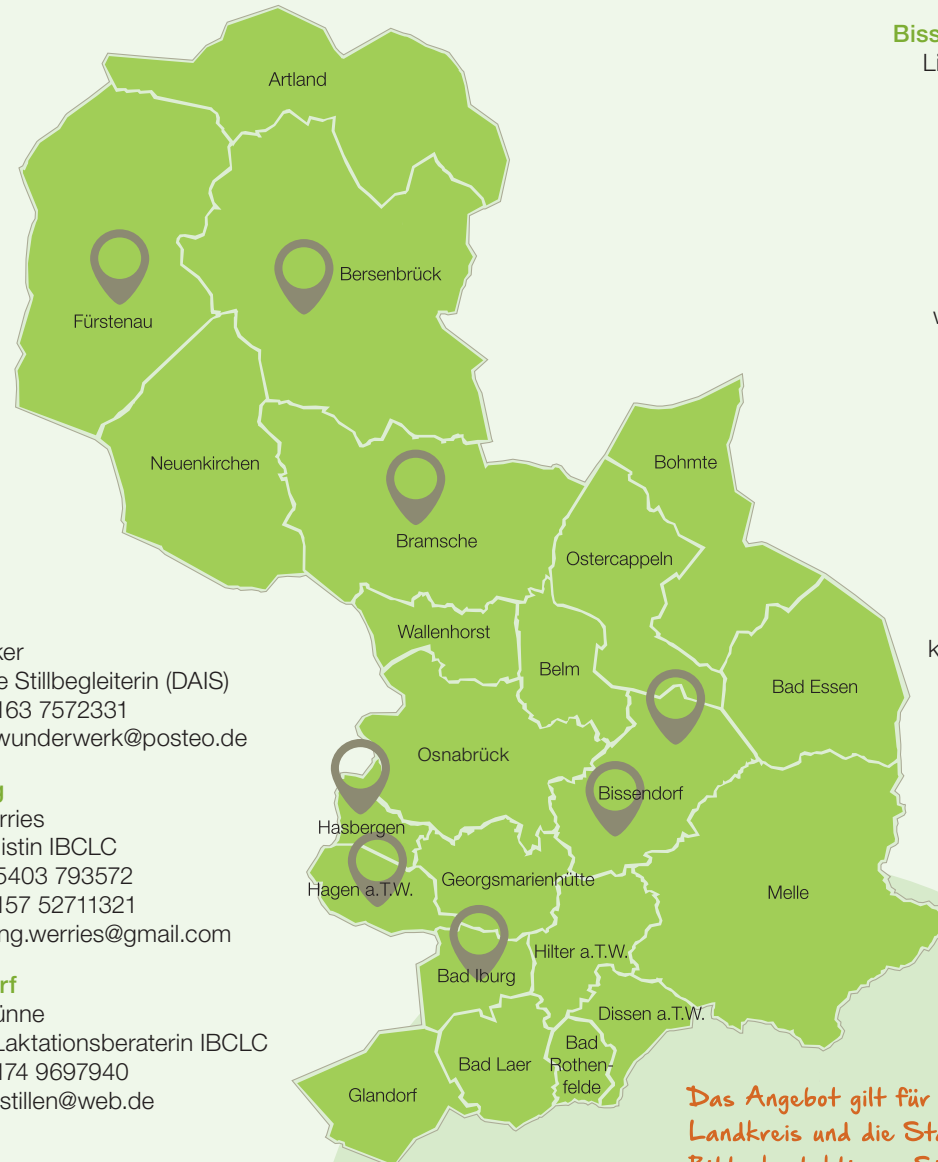 Biss
Li
Artland
Bersenbrück
Fürstenau
v
Neuenkirchen
Bohmte
Bramsche
Ostercappeln
Wallenhorst
Belm
Bad Essen
Osnabrück
Bissendorf
Hasbergen
Hagen a.T.W.
Georgsmarienhütte
Melle
Hilter a.T.W.
Bad Iburg
Dissen a.T.W.
Bad
Rothen-
felde
Bad Laer
Glandorf
ker
e Stillbegleiterin (DAIS)
163 7572331
wunderwerk@posteo.de
g
erries
istin IBCLC
5403 793572
157 52711321
ng.werries@gmail.com
rf
ünne
Laktationsberaterin IBCLC
174 9697940
stillen@web.de
k
Das Angebot gilt für
Landkreis und die Sta